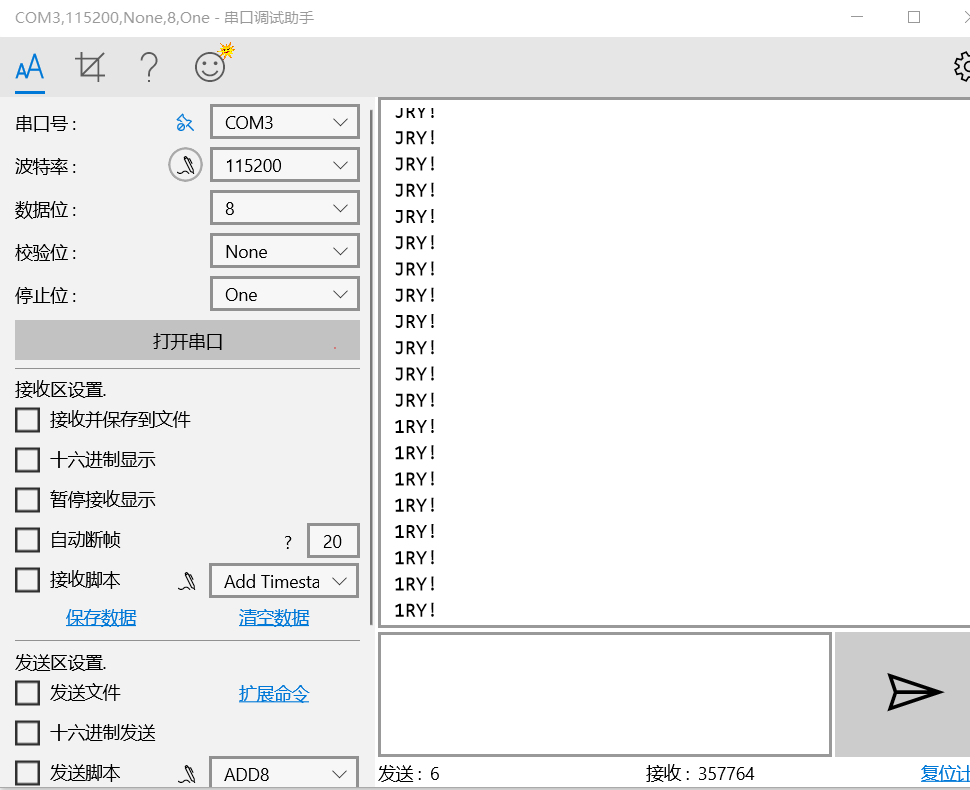 COM3,115200,None,8,One - 串口调试助手
串口号：
COM3
波特率：
115200
数据位：
8
校验位：
None
停止位：
One
打开串口
接收区设置.
接收并保存到文件
十六进制显示
暂停接收显示
自动断帧
?
20
接收脚本
Add Timesta
保存数据
清空数据
发送区设置.
发送文件
扩展命令
十六进制发送
发送脚本
ADD8
JRY!
JRY!
JRY!
JRY!
JRY!
JRY!
JRY!
JRY!
JRY!
JRY!
JRY!
JRY!
1RY!
1RY!
1RY!
1RY!
1RY!
1RY!
1RY!
1RY!
发送：6
接收：357764
复位计